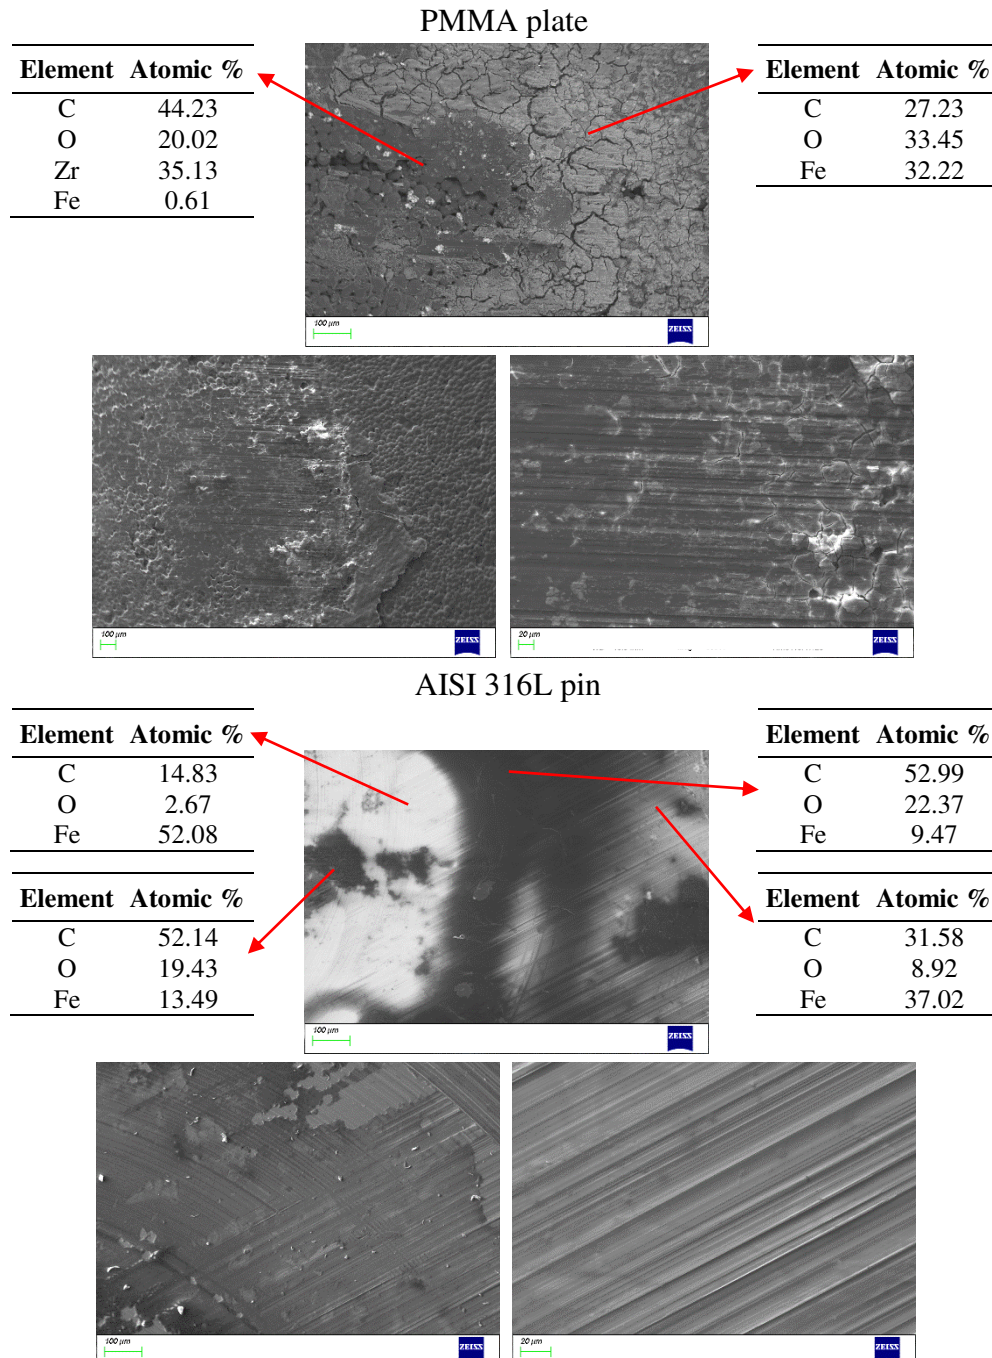 PMMA plate
Element Atomic %
C 44.23
O 20.02
Zr 35.13
Fe 0.61
Element Atomic %
C 27.23
O 33.45
Fe 32.22
100 μm
ZEISS
100 μm
ZEISS
20 μm
ZEISS
AISI 316L pin
Element Atomic %
C 14.83
O 2.67
Fe 52.08
Element Atomic %
C 52.99
O 22.37
Fe 9.47
Element Atomic %
C 52.14
O 19.43
Fe 13.49
Element Atomic %
C 31.58
O 8.92
Fe 37.02
100 μm
ZEISS
100 μm
ZEISS
20 μm
ZEISS